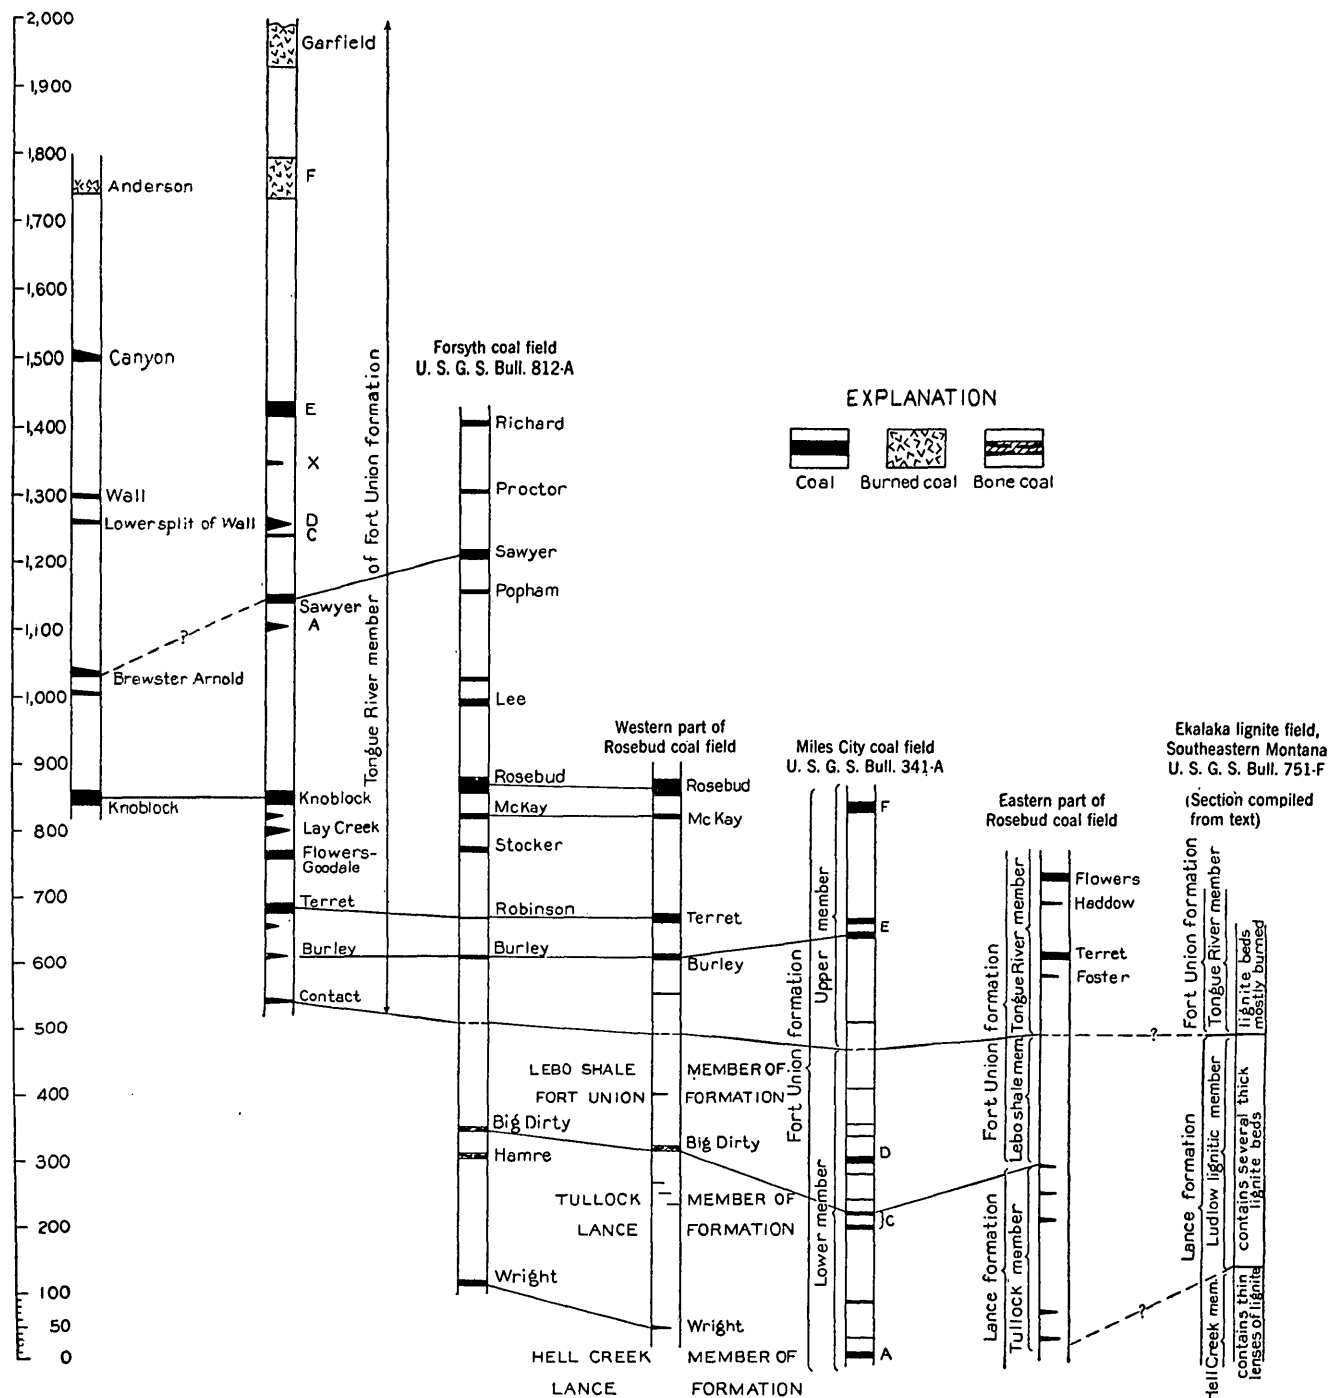 2,000
1,900
1,800
1,700
1,600
1,500
1,400
1,300
1,200
1,100
1,000
900
800
700
600
500
400
300
200
100
50
0
Anderson
Canyon
Wall
Lower split of Wall
?
Brewster Arnold
Knoblock
Garfield
F
E
X
D
C
Sawyer
A
Knoblock
Lay Creek
Flowers-
Goodale
Terret
Burley
Contact
Tongue River member of Fort Union formation
Forsyth coal field
U. S. G. S. Bull. 812-A
Richard
Proctor
Sawyer
Popham
Lee
Rosebud
McKay
Stocker
Robinson
Burley
Big Dirty
Hamre
Wright
EXPLANATION
Coal
Burned coal
Bone coal
Western part of
Rosebud coal field
Rosebud
McKay
Terret
Burley
LEBO SHALE MEMBER OF
FORT UNION FORMATION
Big Dirty
TULLOCK MEMBER OF
LANCE FORMATION
Wright
HELL CREEK MEMBER OF
LANCE FORMATION
Miles City coal field
U. S. G. S. Bull. 341-A
Fort Union formation
Upper member
Lower member
F
E
D
C
A
Eastern part of
Rosebud coal field
Fort Union formation
Tongue River member
Lebo shale mem.
Lance formation
Tullock member
Flowers
Haddow
Terret
Foster
?
?
Ekalaka lignite field,
Southeastern Montana
U. S. G. S. Bull. 751-F
(Section compiled
from text)
Fort Union formation
Tongue River member
lignite beds
mostly burned
Lance formation
Ludlow lignitic member
contains several thick
lignite beds
Hell Creek mem.
contains thin
lenses of lignite